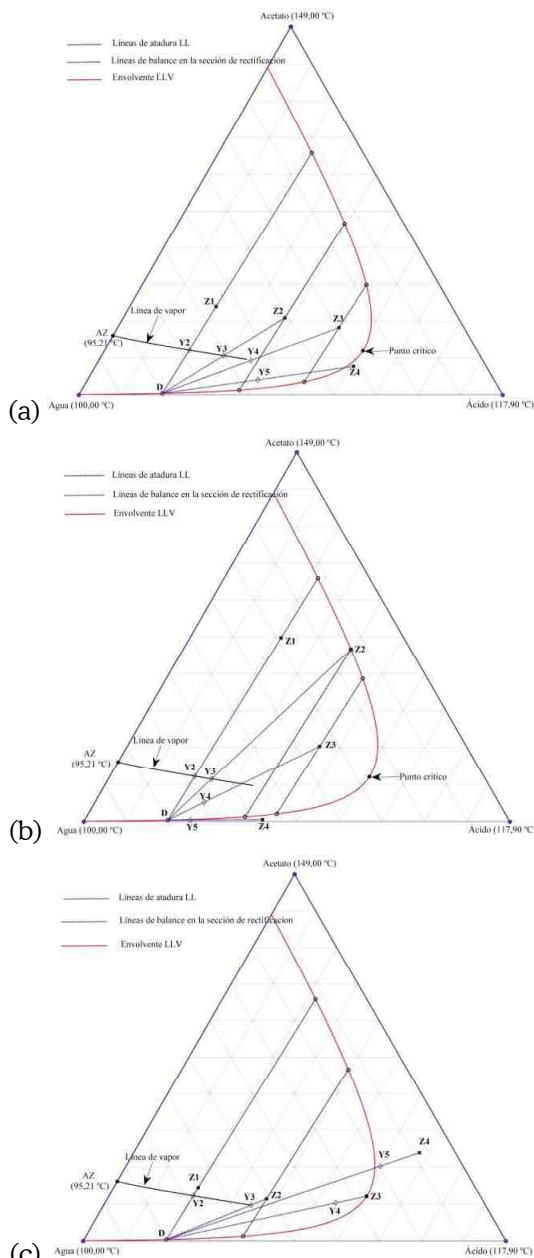 Acetato (149,00 °C)
Líneas de atadura LL
Líneas de balance en la sección de rectificación
Envolvente LLV
Z1
Línea de vapor
Z2
AZ
(95,21 °C)
Y2
Y3
Y4
Z3
Punto crítico
Y5
Z4
D
(a)
Agua (100,00 °C)
Ácido (117,90 °C)
Acetato (149,00 °C)
Líneas de atadura LL
Líneas de balance en la sección de rectificación
Envolvente LLV
Z1
Z2
AZ
(95,21 °C)
Línea de vapor
Y2
Y3
Z3
Y4
Punto crítico
D
Y5
Z4
(b)
Agua (100,00 °C)
Ácido (117,90 °C)
Acetato (149,00 °C)
Líneas de atadura LL
Líneas de balance en la sección de rectificacion
Envolvente LLV
Z4
Línea de vapor
Y5
AZ
(95,21 °C)
Z1
Y2
Y3
Z2
Z3
Y4
D
(c)
Agua (100,00 °C)
Ácido (117,90 °C)